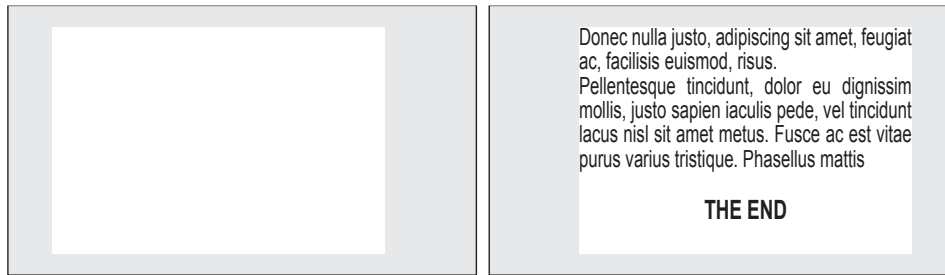 Donec nulla justo, adipiscing sit amet, feugiat
ac, facilisis euismod, risus.
Pellentesque tincidunt, dolor eu dignissim
mollis, justo sapien iaculis pede, vel tincidunt
lacus nisl sit amet metus. Fusce ac est vitae
purus varius tristique. Phasellus mattis
THE END